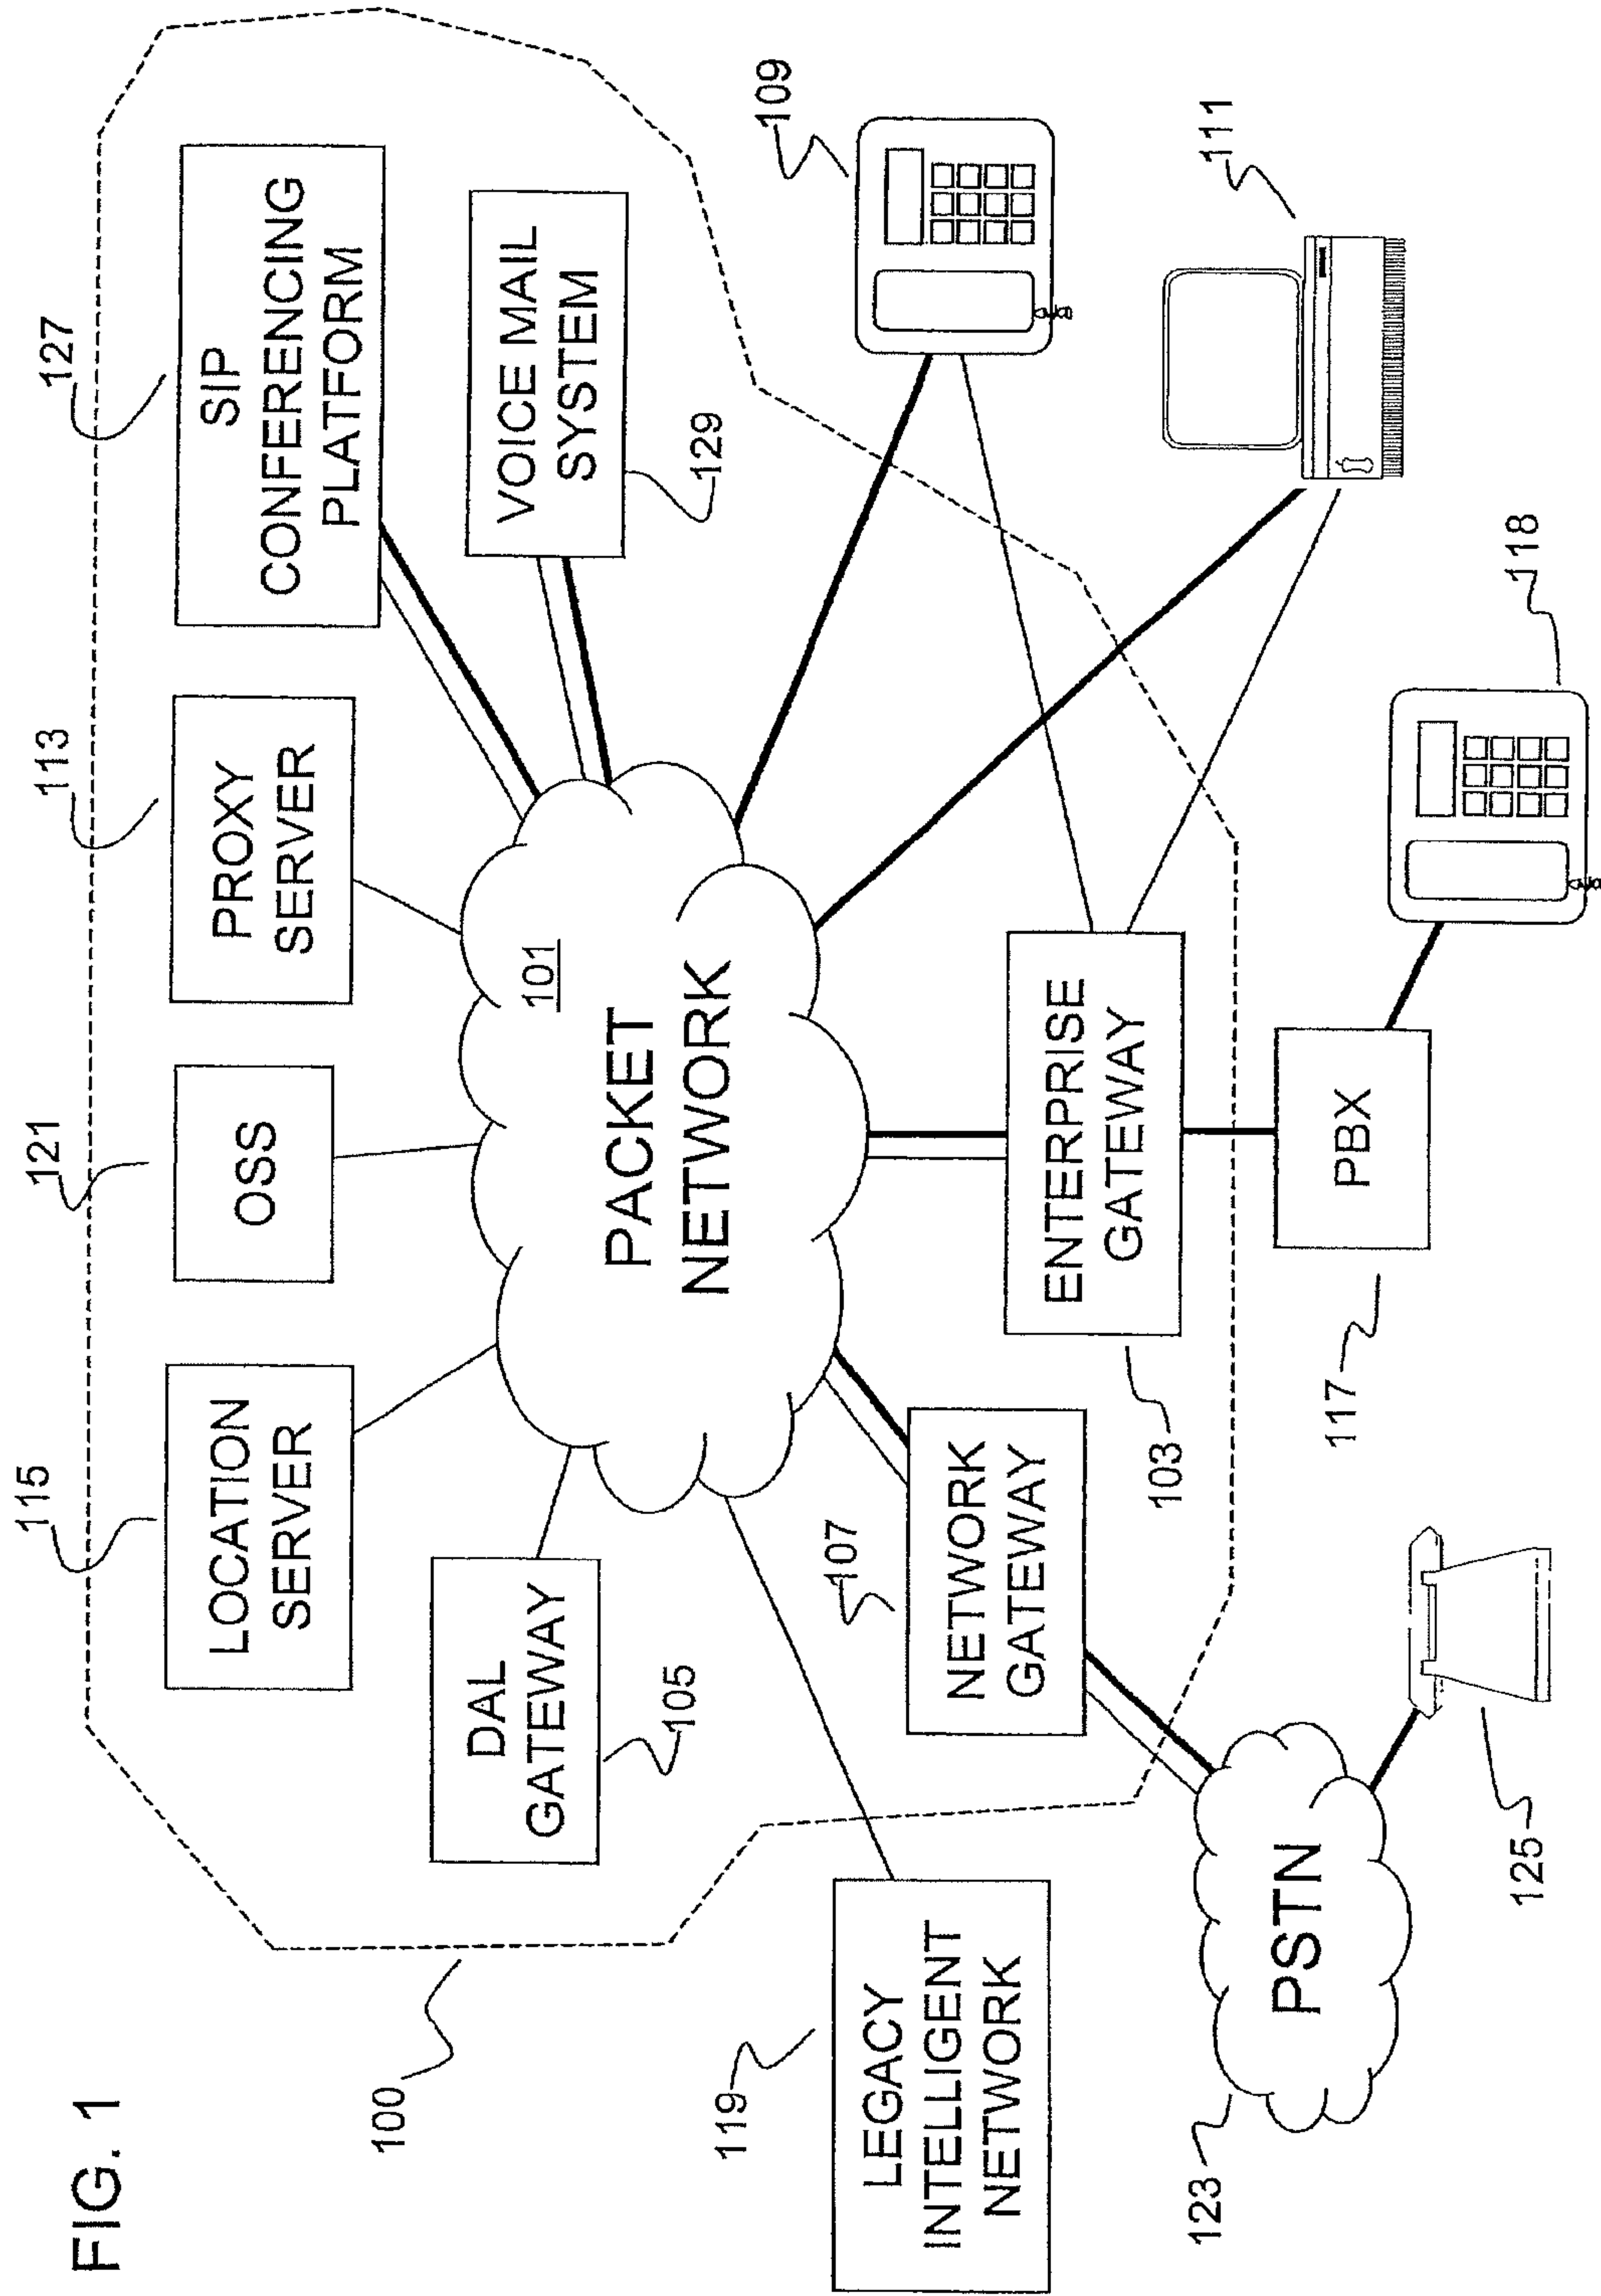 FIG. 1
100
115
LOCATION
SERVER
121
OSS
113
PROXY
SERVER
127
SIP
CONFERENCING
PLATFORM
DAL
GATEWAY
105
VOICE MAIL
SYSTEM
129
101
PACKET
NETWORK
119
LEGACY
INTELLIGENT
NETWORK
107
NETWORK
GATEWAY
ENTERPRISE
GATEWAY
103
109
111
123
PSTN
125
117
PBX
118